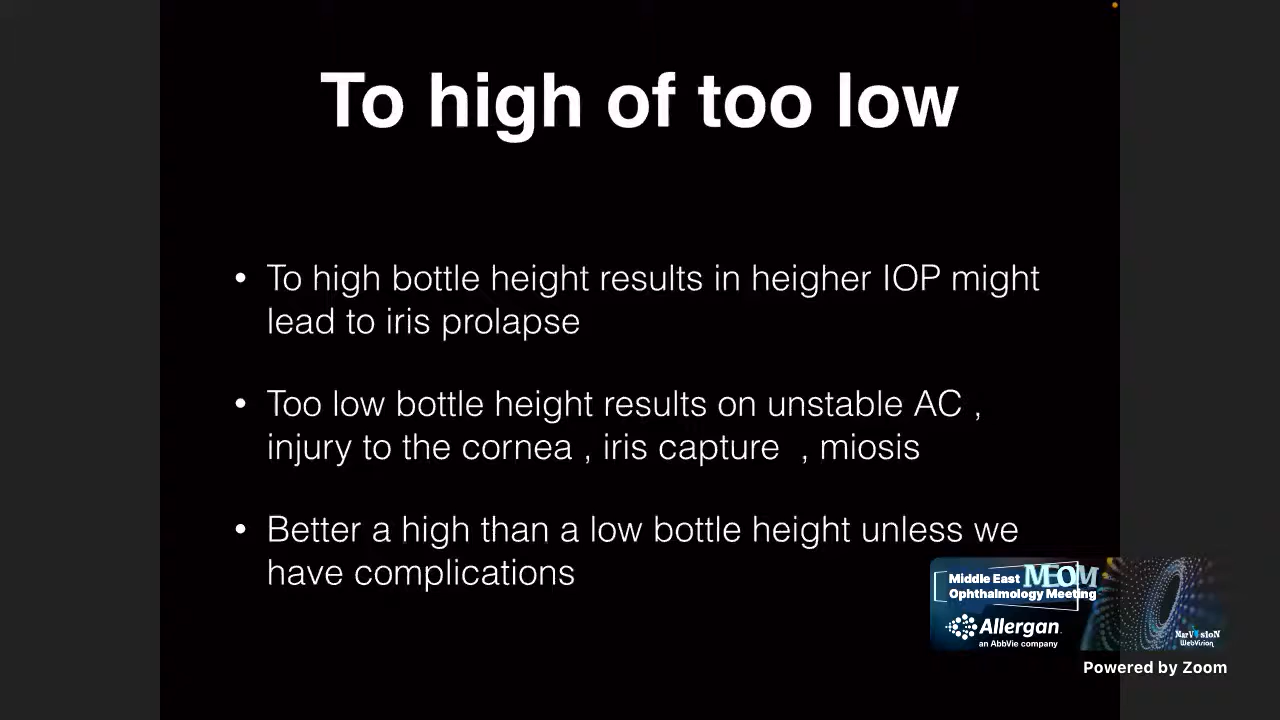 To high of too low
• To high bottle height results in heigher IOP might
lead to iris prolapse
• Too low bottle height results on unstable AC ,
injury to the cornea , iris capture , miosis
• Better a high than a low bottle height unless we
have complications
Middle East MEOM
Ophthalmology Meeting
Allergan
an AbbVie company
MarVisioN
WebVision
Powered by Zoom